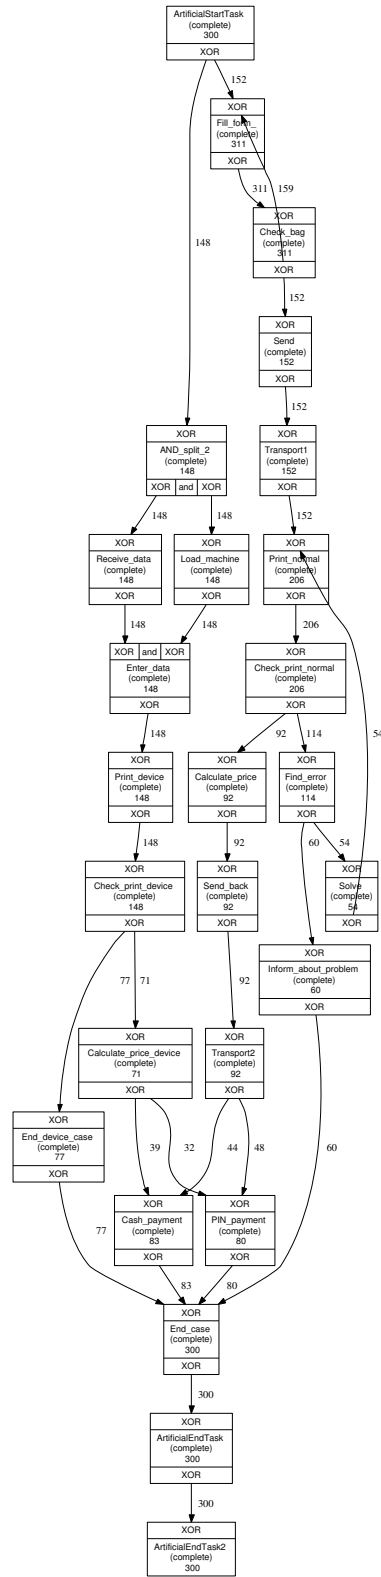 ArtificialStartTask
(complete)
300
XOR
152
148
XOR
Fill_form_
(complete)
311
XOR
311
159
XOR
Check_bag
(complete)
311
XOR
152
XOR
Send
(complete)
152
XOR
152
XOR
AND_split_2
(complete)
148
XOR and XOR
XOR
Transport1
(complete)
152
XOR
148
148
152
XOR
Receive_data
(complete)
148
XOR
XOR
Load_machine
(complete)
148
XOR
XOR
Print_normal
(complete)
206
XOR
148
148
206
XOR and XOR
Enter_data
(complete)
148
XOR
XOR
Check_print_normal
(complete)
206
XOR
148
92
114
54
XOR
Print_device
(complete)
148
XOR
XOR
Calculate_price
(complete)
92
XOR
XOR
Find_error
(complete)
114
XOR
148
92
60
54
XOR
Check_print_device
(complete)
148
XOR
XOR
Send_back
(complete)
92
XOR
XOR
Solve
(complete)
54
XOR
XOR
Inform_about_problem
(complete)
60
XOR
77
71
92
XOR
Calculate_price_device
(complete)
71
XOR
XOR
Transport2
(complete)
92
XOR
XOR
End_device_case
(complete)
77
XOR
39
32
44
48
60
XOR
Cash_payment
(complete)
83
XOR
XOR
PIN_payment
(complete)
80
XOR
77
83
80
XOR
End_case
(complete)
300
XOR
300
XOR
ArtificialEndTask
(complete)
300
XOR
300
XOR
ArtificialEndTask2
(complete)
300